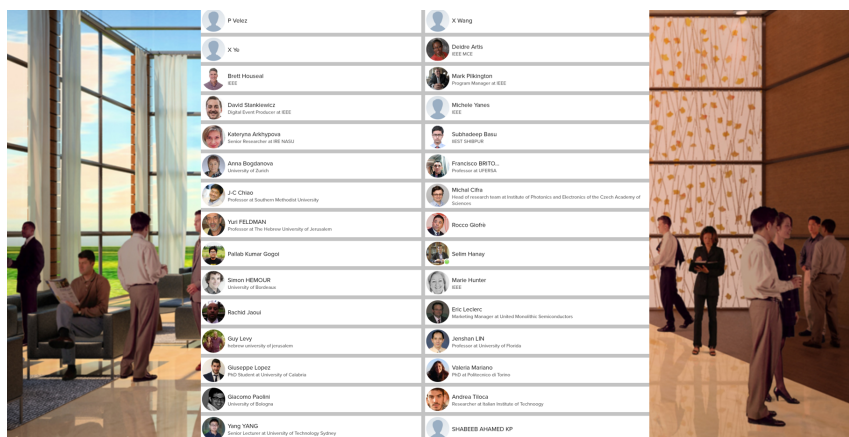 P Velez
X Wang
X Ye
Deidre Artis
IEEE MCE
Brett Houseal
IEEE
Mark Pilkington
Program Manager at IEEE
David Stankiewicz
Digital Event Producer at IEEE
Michele Yanes
IEEE
Kateryna Arkhypova
Senior Researcher at IRE NASU
Subhadeep Basu
IIEST SHIBPUR
Anna Bogdanova
University of Zurich
Francisco BRITO...
Professor at UFERSA
J-C Chiao
Professor at Southern Methodist University
Michal Cifra
Head of research team at Institute of Photonics and Electronics of the Czech Academy of
Sciences
Yuri FELDMAN
Professor at The Hebrew University of Jerusalem
Rocco Giofrè
Pallab Kumar Gogoi
Selim Hanay
Simon HEMOUR
University of Bordeaux
Marie Hunter
IEEE
Rachid Jaoui
Eric Leclerc
Marketing Manager at United Monolithic Semiconductors
Guy Levy
hebrew university of jerusalem
Jenshan LIN
Professor at University of Florida
Giuseppe Lopez
PhD Student at University of Calabria
Valeria Mariano
PhD at Politecnico di Torino
Giacomo Paolini
University of Bologna
Andrea Tiloca
Researcher at Italian Institute of Technongy
Yang YANG
Senior Lecturer at University of Technology Sydney
SHABEEB AHAMED KP